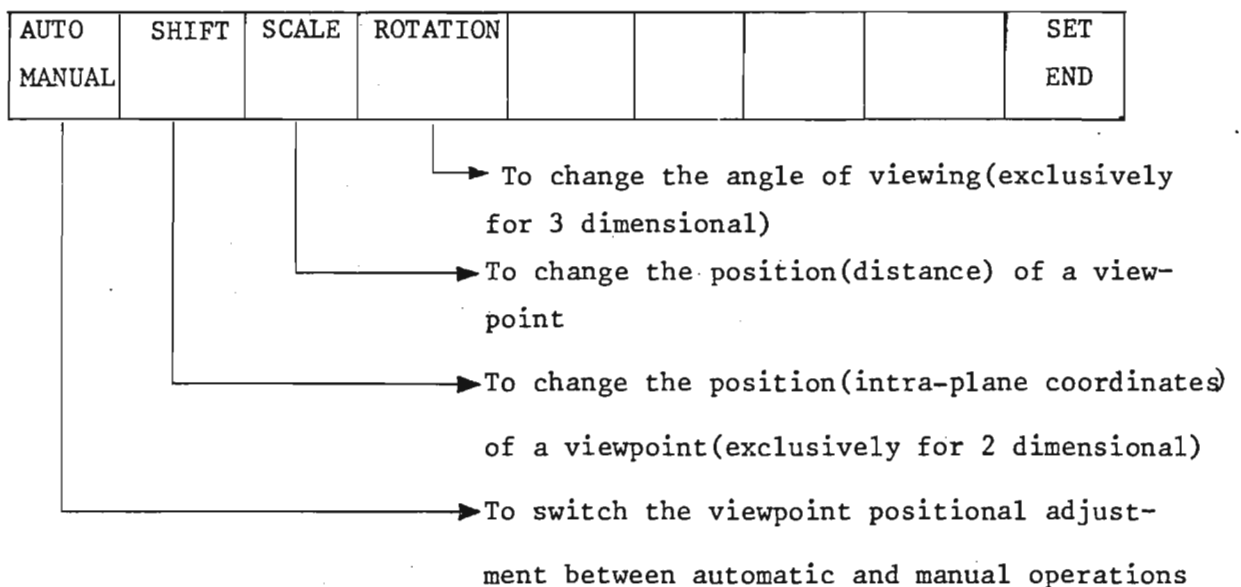 AUTO SHIFT SCALE ROTATION SET
MANUAL END
To change the angle of viewing(exclusively
for 3 dimensional)
To change the position(distance) of a view-
point
To change the position(intra-plane coordinates)
of a viewpoint(exclusively for 2 dimensional)
To switch the viewpoint positional adjust-
ment between automatic and manual operations